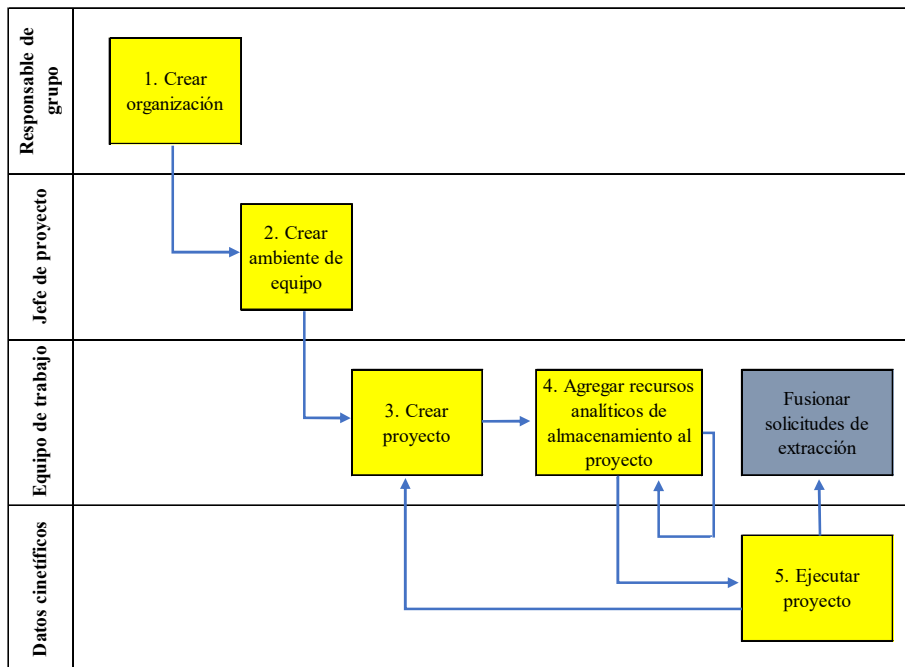 Responsable de
grupo
1. Crear
organización
Jefe de proyecto
2. Crear
ambiente de
equipo
Equipo de trabajo
3. Crear
proyecto
4. Agregar recursos
analíticos de
almacenamiento al
proyecto
Fusionar
solicitudes de
extracción
Datos cinetíficos
5. Ejecutar
proyecto